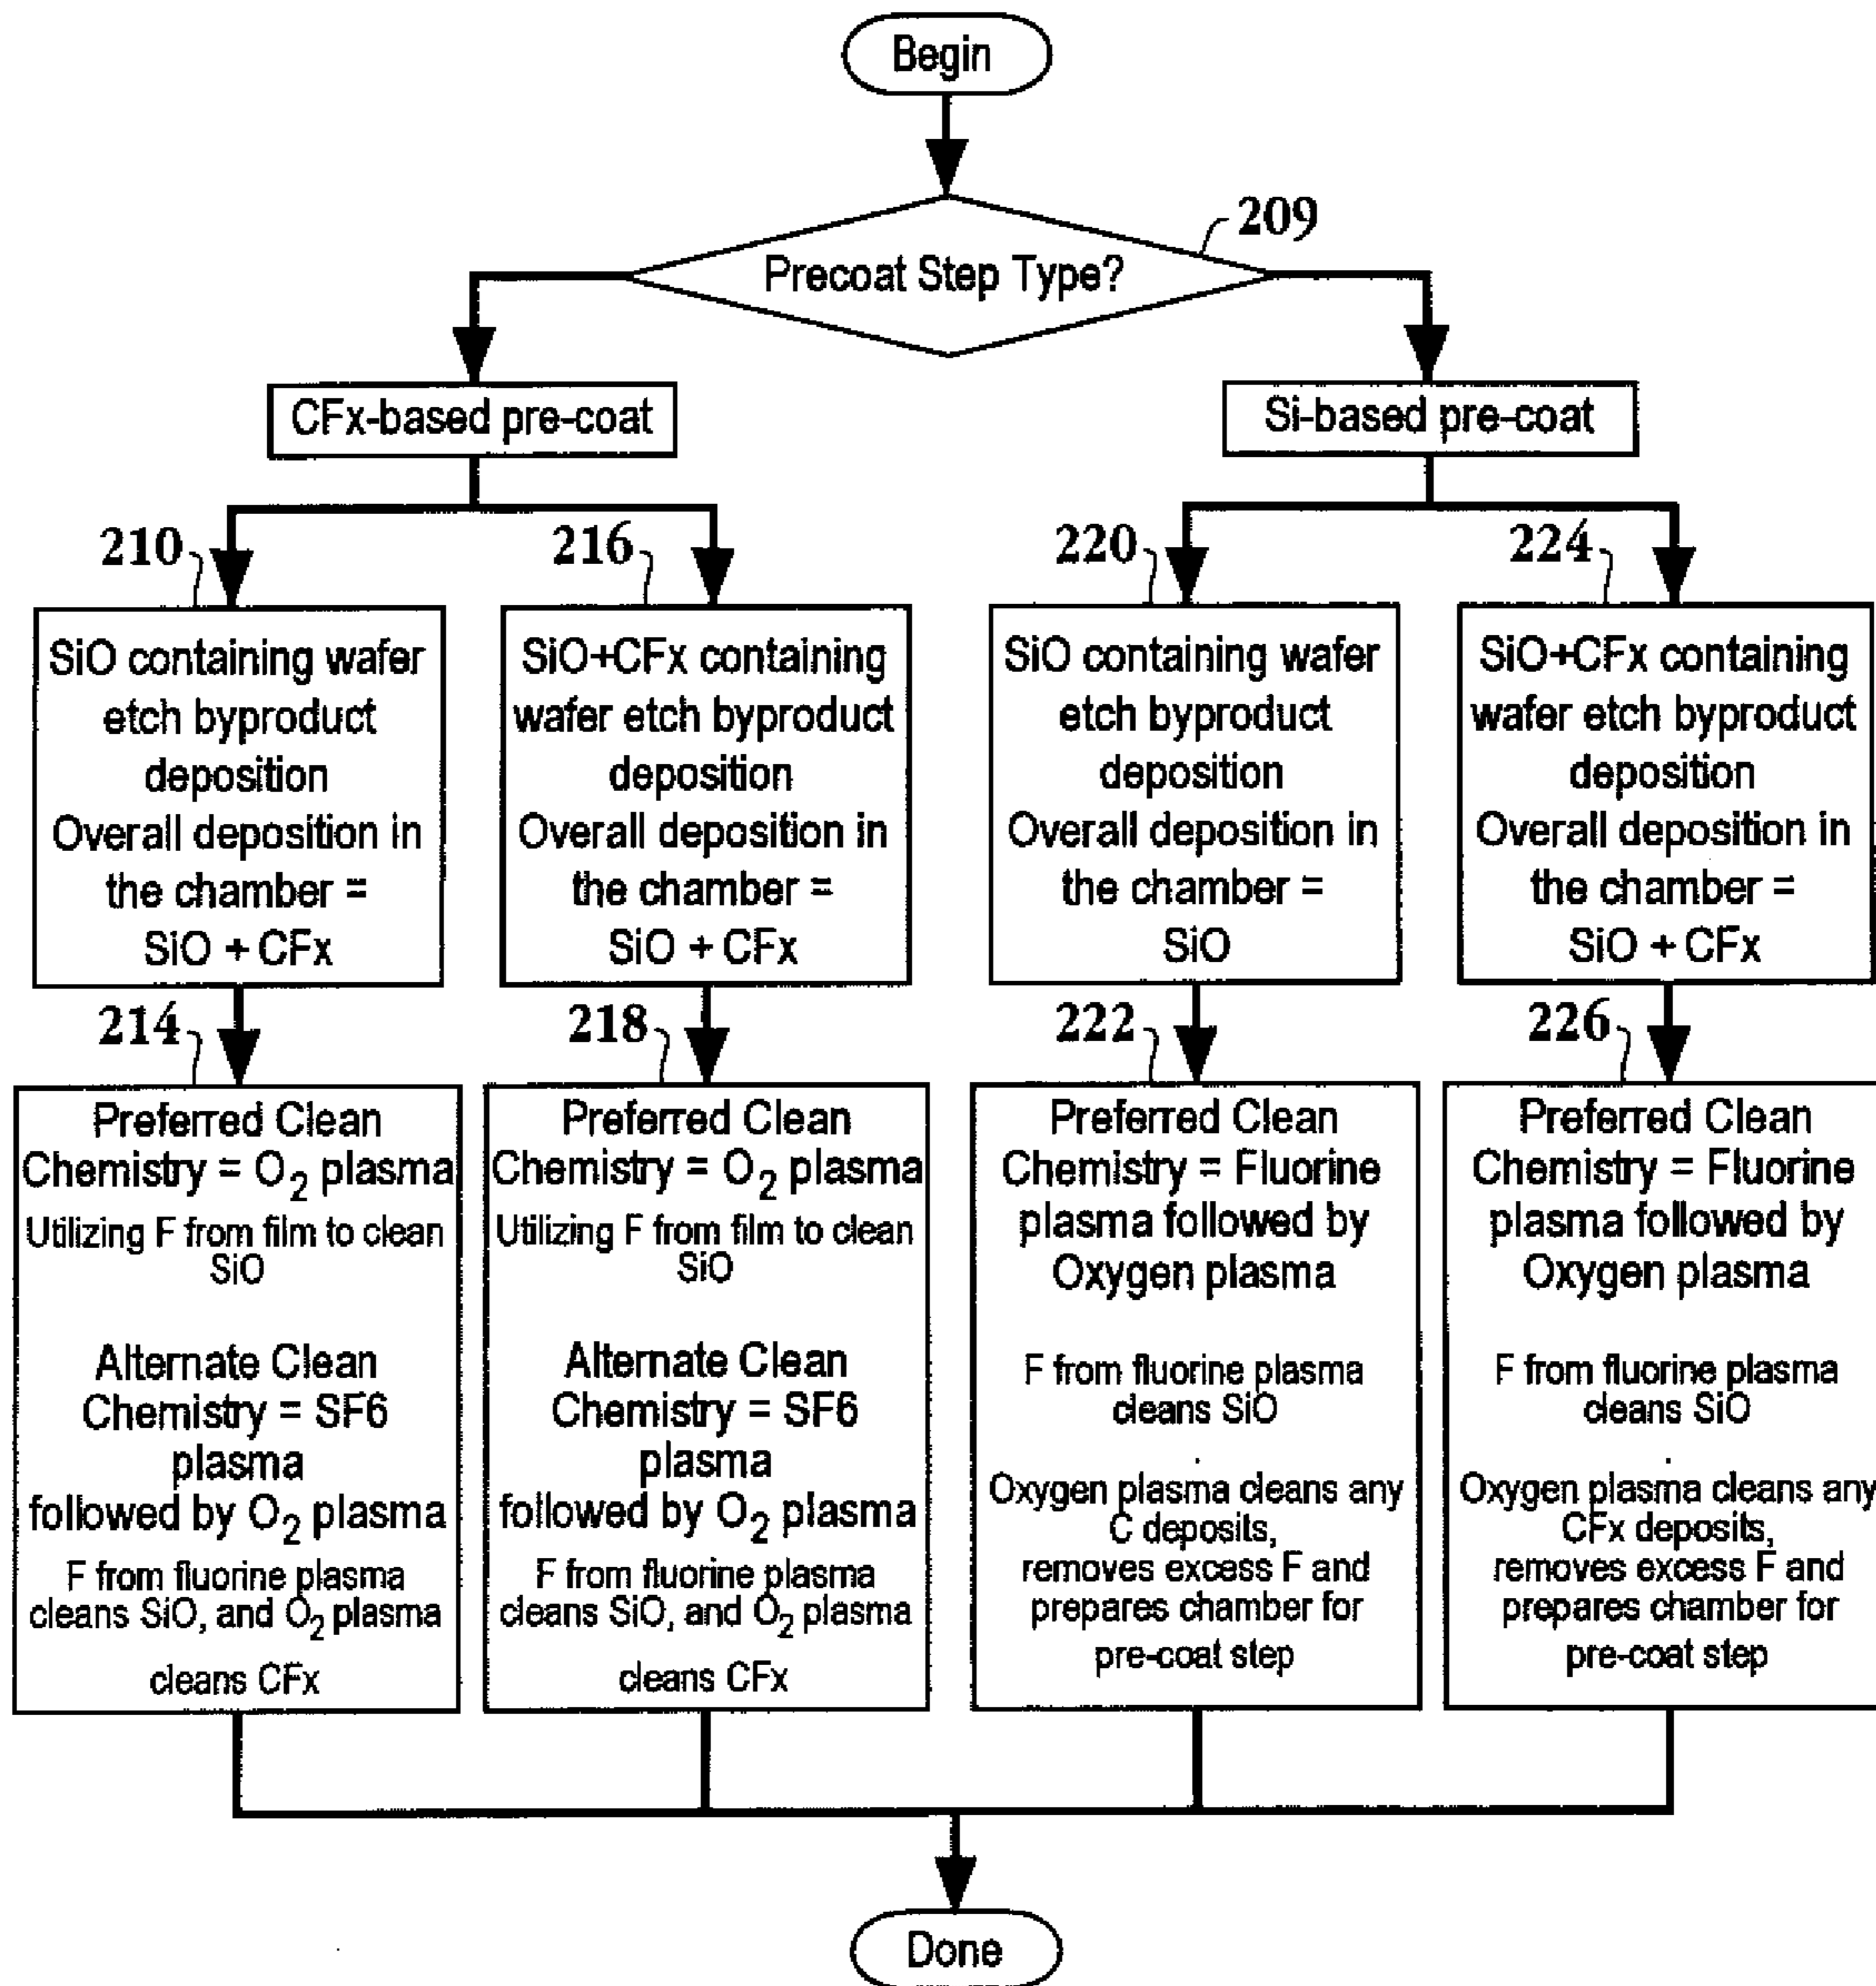 Begin
209
Precoat Step Type?
CFx-based pre-coat
Si-based pre-coat
210
SiO containing wafer
etch byproduct
deposition
Overall deposition in
the chamber =
SiO + CFx
216
SiO+CFx containing
wafer etch byproduct
deposition
Overall deposition in
the chamber =
SiO + CFx
220
SiO containing wafer
etch byproduct
deposition
Overall deposition in
the chamber =
SiO
224
SiO+CFx containing
wafer etch byproduct
deposition
Overall deposition in
the chamber =
SiO + CFx
214
Preferred Clean
Chemistry = O₂ plasma
Utilizing F from film to clean
SiO
Alternate Clean
Chemistry = SF6
plasma
followed by O₂ plasma
F from fluorine plasma
cleans SiO, and O₂ plasma
cleans CFx
218
Preferred Clean
Chemistry = O₂ plasma
Utilizing F from film to clean
SiO
Alternate Clean
Chemistry = SF6
plasma
followed by O₂ plasma
F from fluorine plasma
cleans SiO, and O₂ plasma
cleans CFx
222
Preferred Clean
Chemistry = Fluorine
plasma followed by
Oxygen plasma
F from fluorine plasma
cleans SiO
Oxygen plasma cleans any
C deposits,
removes excess F and
prepares chamber for
pre-coat step
226
Preferred Clean
Chemistry = Fluorine
plasma followed by
Oxygen plasma
F from fluorine plasma
cleans SiO
Oxygen plasma cleans any
CFx deposits,
removes excess F and
prepares chamber for
pre-coat step
Done